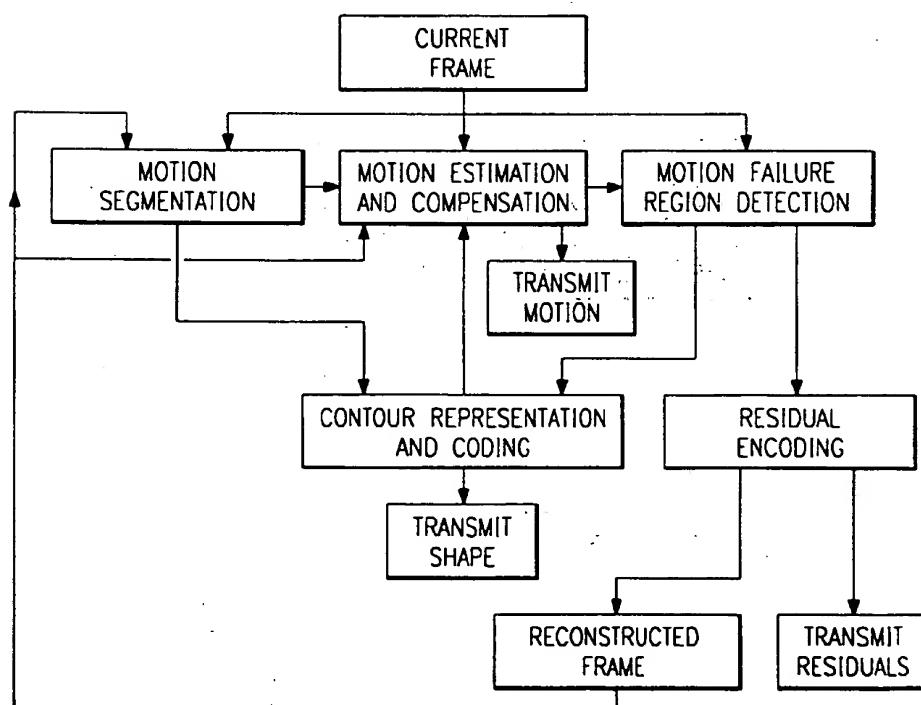 CURRENT
FRAME
MOTION
SEGMENTATION
MOTION ESTIMATION
AND COMPENSATION
MOTION FAILURE
REGION DETECTION
TRANSMIT
MOTION
CONTOUR REPRESENTATION
AND CODING
RESIDUAL
ENCODING
TRANSMIT
SHAPE
RECONSTRUCTED
FRAME
TRANSMIT
RESIDUALS